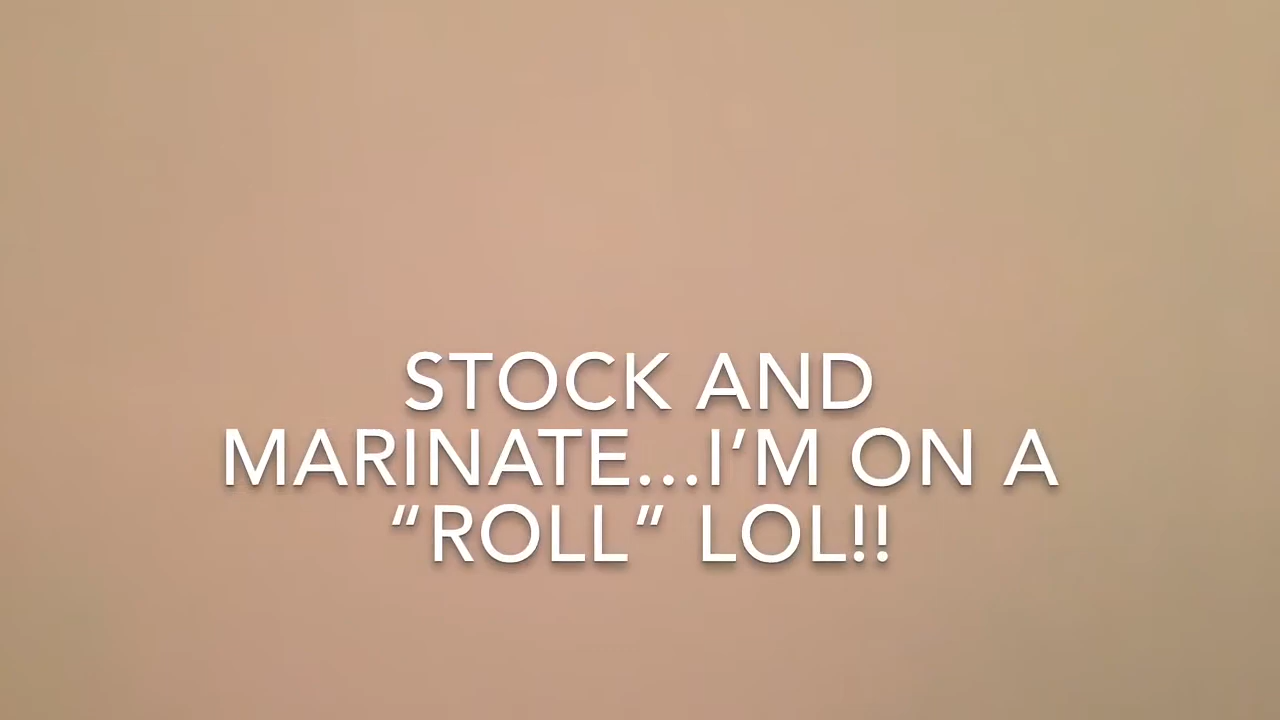 STOCK AND
MARINATE...I’M ON A
“ROLL” LOL!!